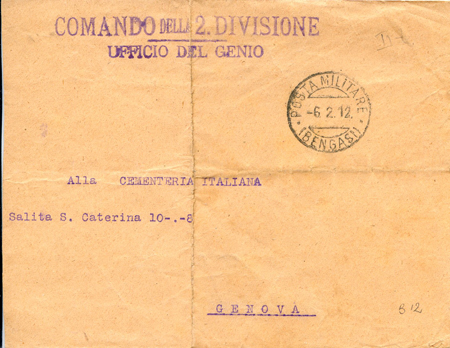 COMANDO DELLA 2. DIVISIONE
UFFICIO DEL GENIO
POSTA MILITARE
-6.2.12.
(BENGASI)
Alla CEMENTERIA ITALIANA
Salita S. Caterina 10-.-8
GENOVA
812